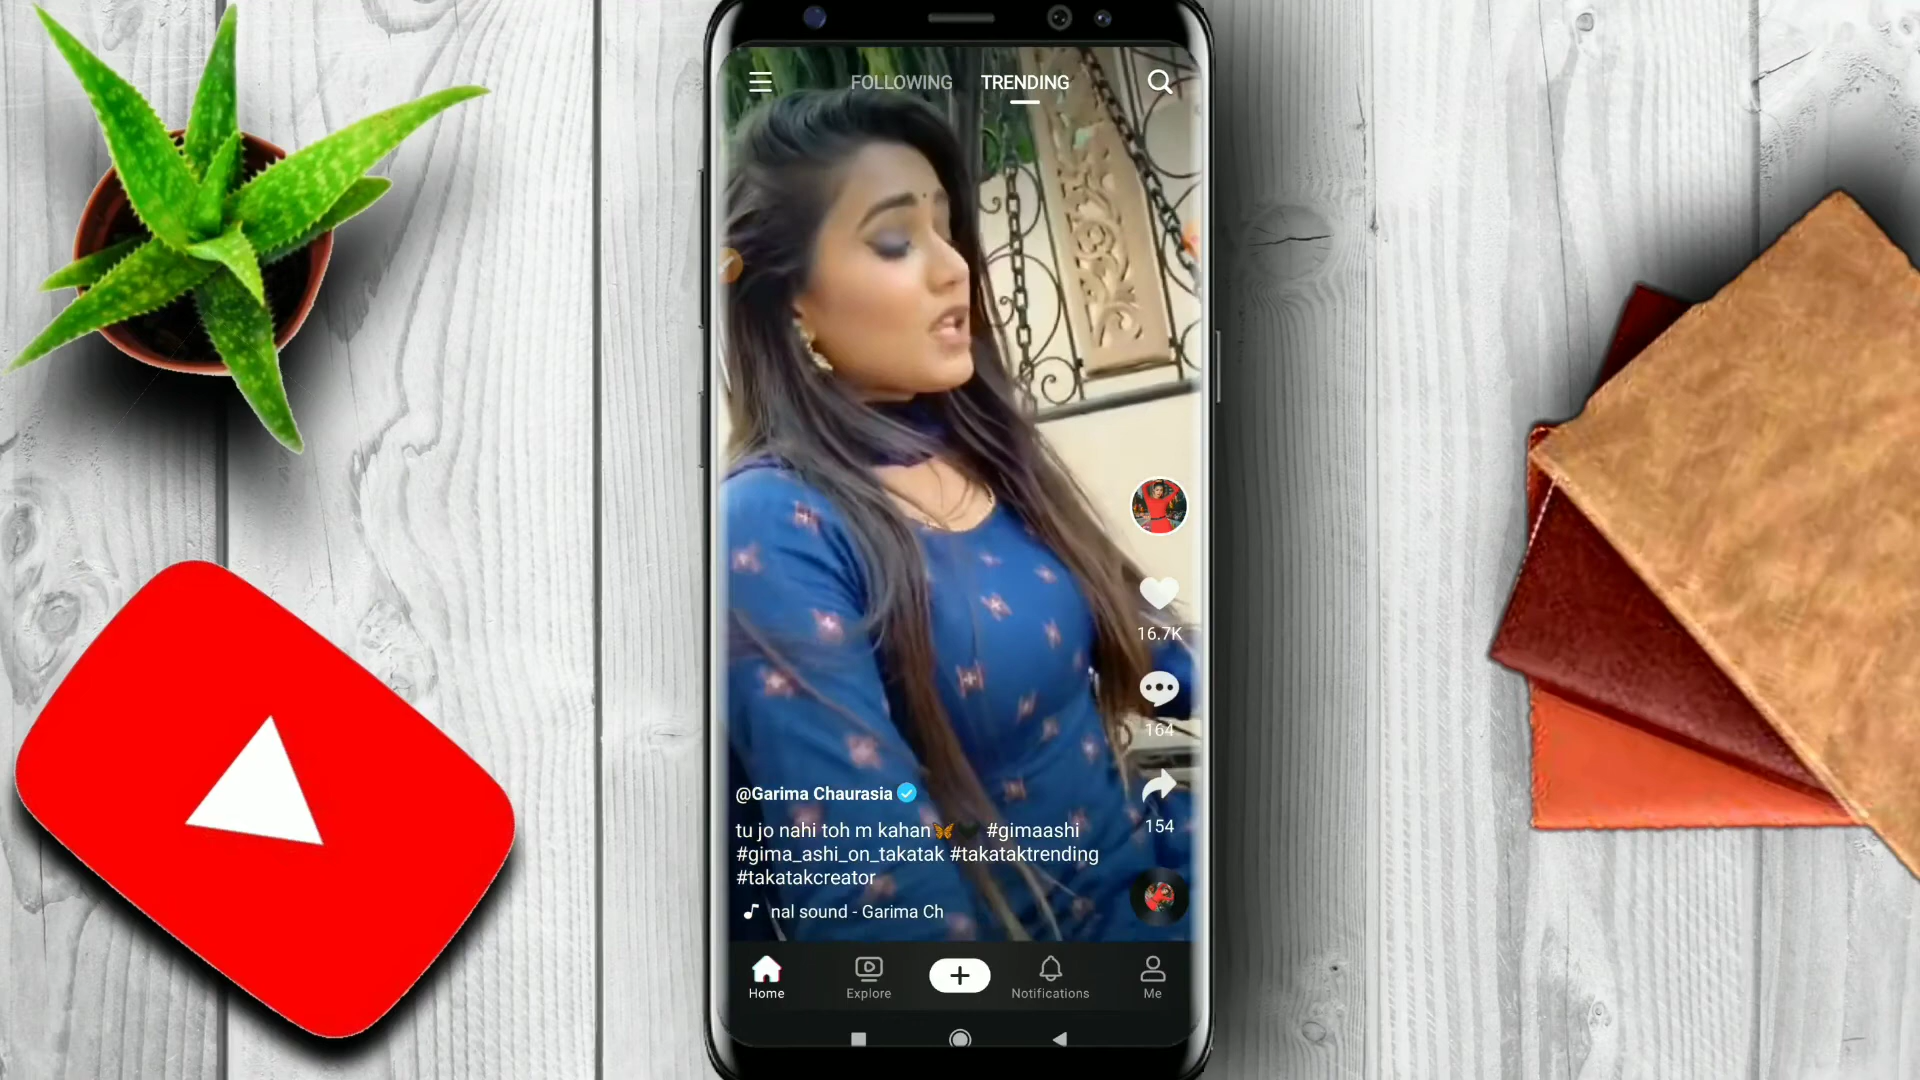 FOLLOWING TRENDING
16.7K
164
154
@Garima Chaurasia
tu jo nahi toh m kahan🦋🖤 #gimaashi
#gima_ashi_on_takatak #takataktrending
#takatakcreator
nal sound - Garima Ch
Home Explore Notifications Me